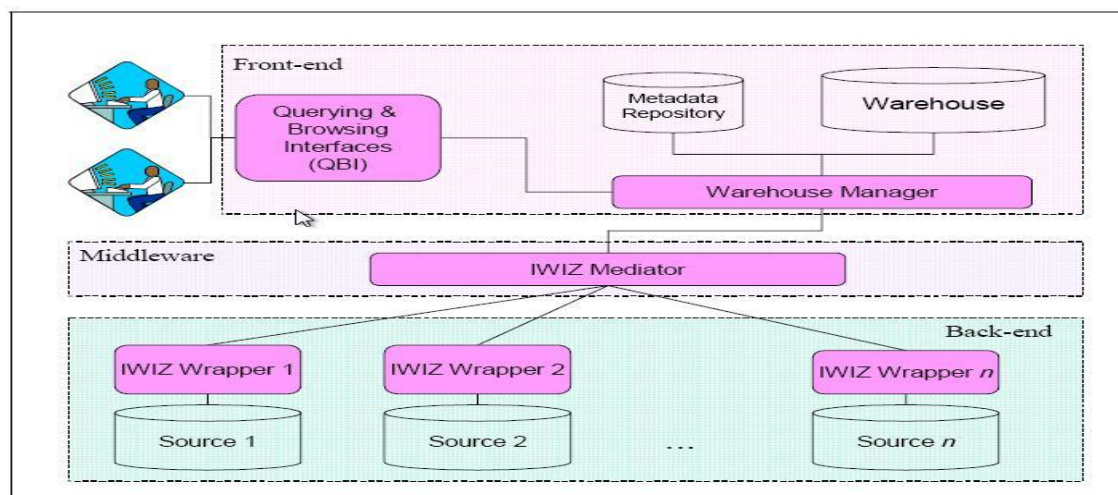 Front-end
Querying &
Browsing
Interfaces
(QBI)
Metadata
Repository
Warehouse
Warehouse Manager
Middleware
IWIZ Mediator
Back-end
IWIZ Wrapper 1
IWIZ Wrapper 2
IWIZ Wrapper n
Source 1
Source 2
...
Source n